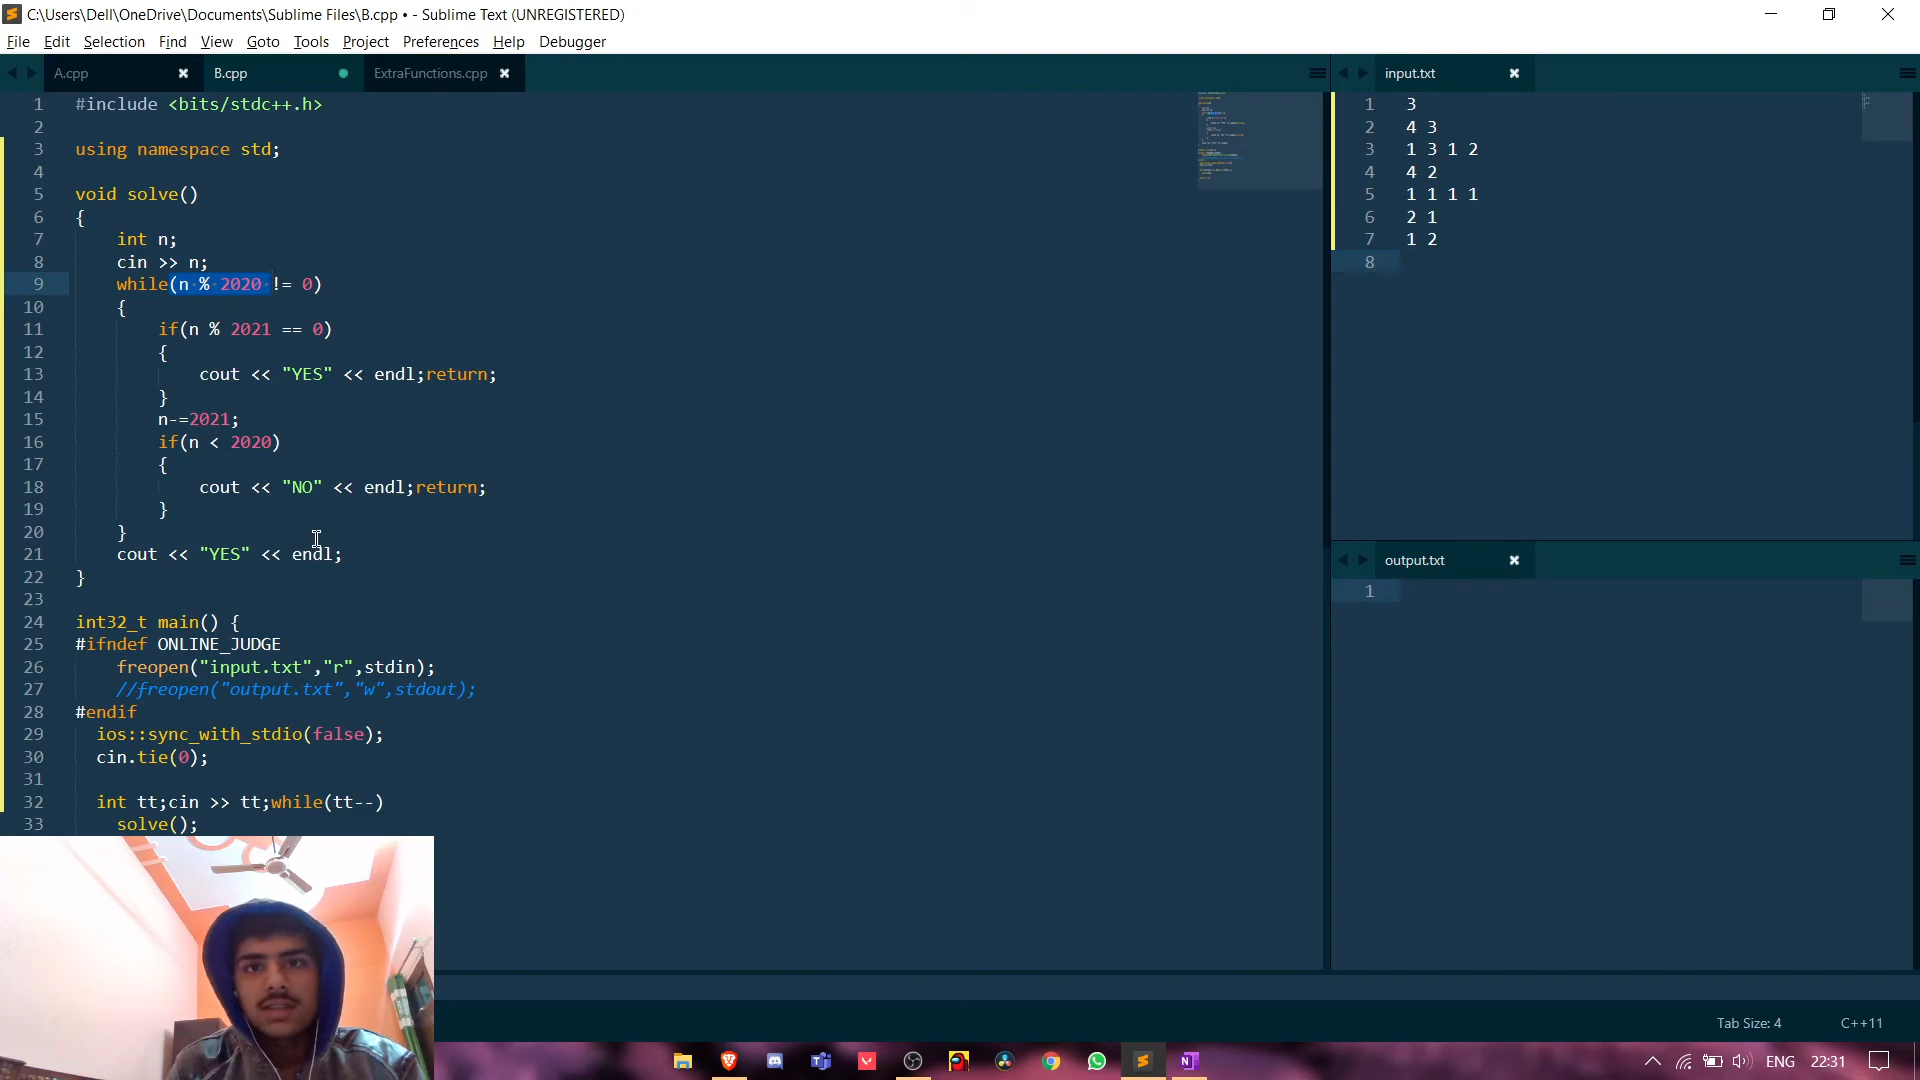 C:\Users\Dell\OneDrive\Documents\Sublime Files\B.cpp • - Sublime Text (UNREGISTERED)
File Edit Selection Find View Goto Tools Project Preferences Help Debugger
A.cpp B.cpp ExtraFunctions.cpp
1 #include <bits/stdc++.h>
2
3 using namespace std;
4
5 void solve()
6 {
7 int n;
8 cin >> n;
9 while(n % 2020 != 0)
10 {
11 if(n % 2021 == 0)
12 {
13 cout << "YES" << endl;return;
14 }
15 n-=2021;
16 if(n < 2020)
17 {
18 cout << "NO" << endl;return;
19 }
20 }
21 cout << "YES" << endl;
22 }
23
24 int32_t main() {
25 #ifndef ONLINE_JUDGE
26 freopen("input.txt","r",stdin);
27 //freopen("output.txt","w",stdout);
28 #endif
29 ios::sync_with_stdio(false);
30 cin.tie(0);
31
32 int tt;cin >> tt;while(tt--)
33 solve();
input.txt
1 3
2 4 3
3 1 3 1 2
4 4 2
5 1 1 1 1
6 2 1
7 1 2
8
output.txt
1
Tab Size: 4 C++11
ENG 22:31